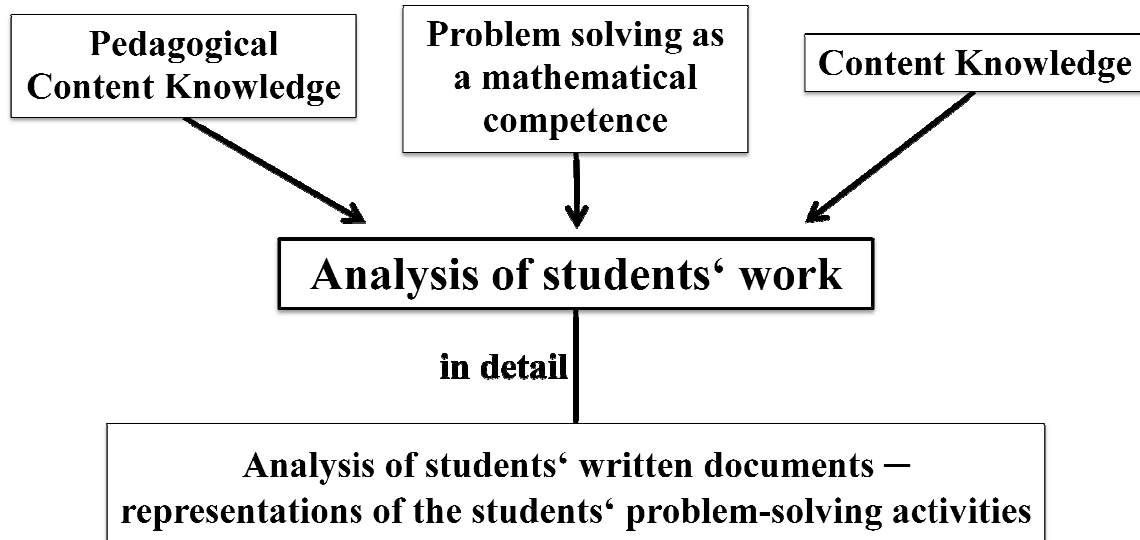 Pedagogical
Content Knowledge
Problem solving as
a mathematical
competence
Content Knowledge
Analysis of students‘ work
in detail
Analysis of students‘ written documents –
representations of the students‘ problem-solving activities